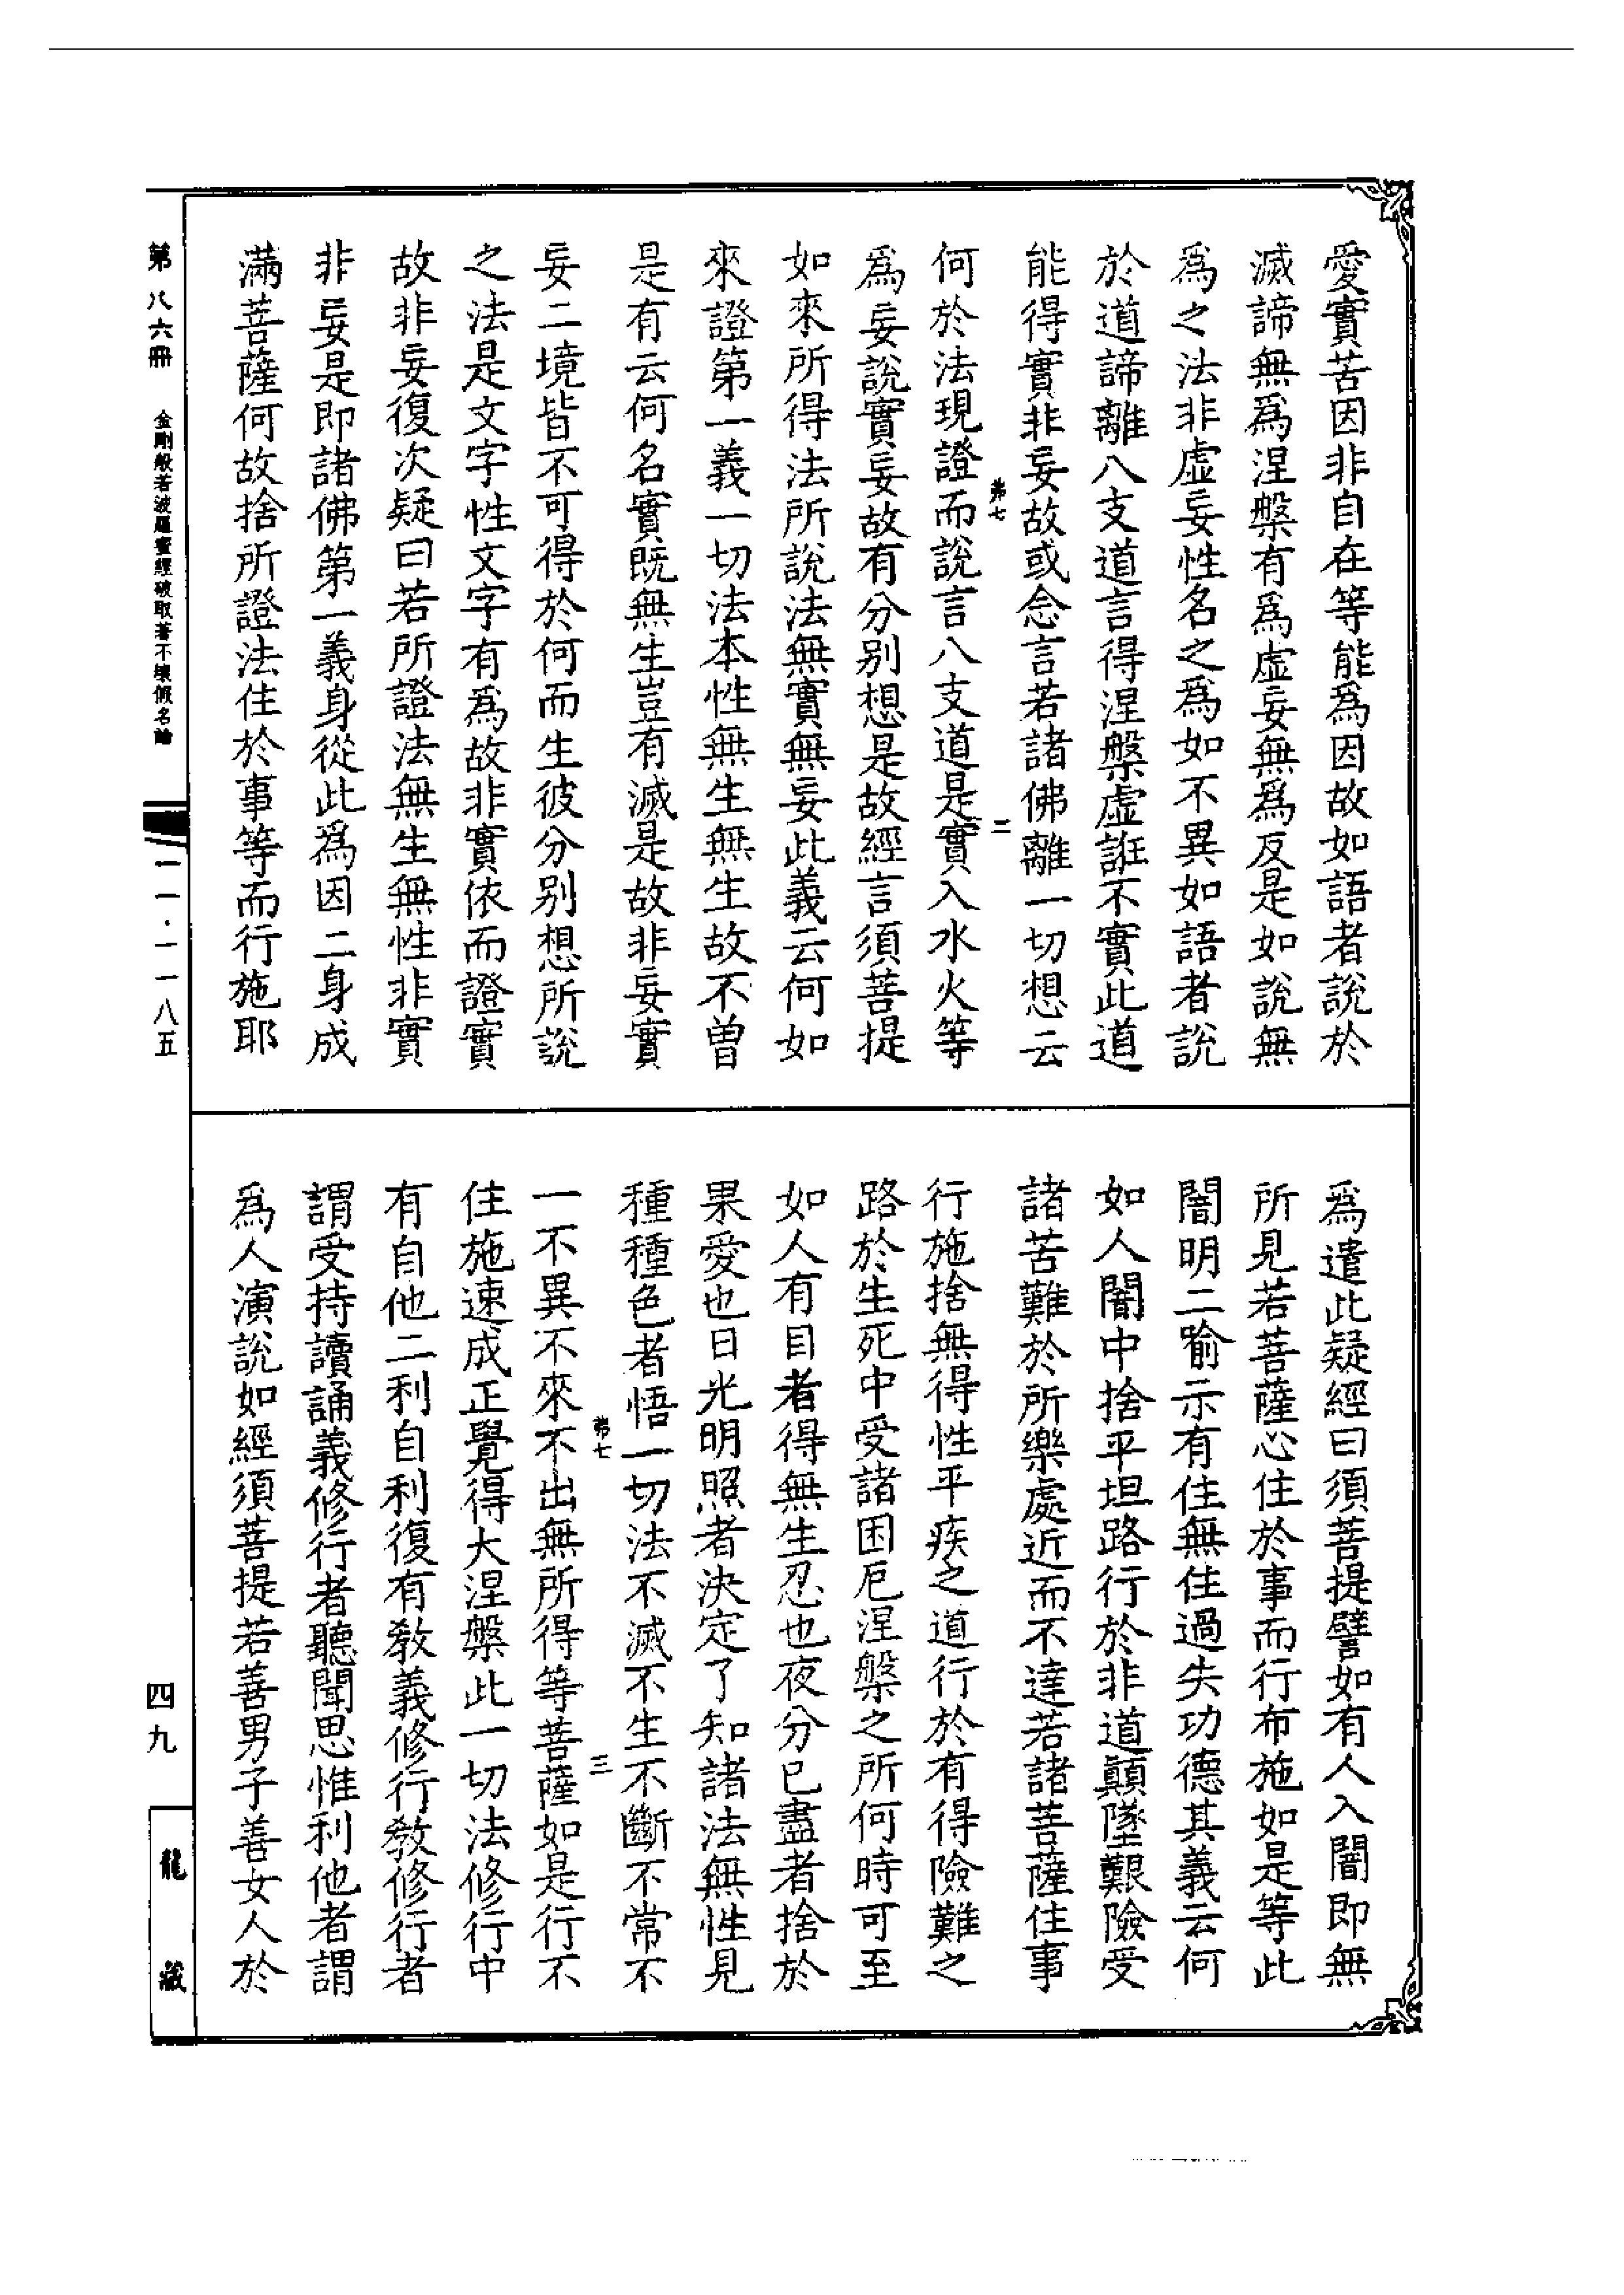 愛實苦因非自在等能爲因故如語者說於
滅諦無爲涅槃有爲虛妄無爲反是如說無
爲之法非虛妄性名之爲如不異如語者說
於道諦離八支道言得涅槃虛誑不實此道
能得實非妄故或念言若諸佛離一切想云
弟七 二
何於法現證而說言八支道是實入水火等
爲妄說實妄故有分别想是故經言須菩提
如來所得法所說法無實無妄此義云何如
來證第一義一切法本性無生無生故不曾
是有云何名實既無生豈有滅是故非妄實
妄二境皆不可得於何而生彼分别想所說
之法是文字性文字有爲故非實依而證實
故非妄復次疑曰若所證法無生無性非實
非妄是即諸佛第一義身從此爲因二身成
滿菩薩何故捨所證法住於事等而行施耶
爲遣此疑經曰須菩提譬如有人入闇即無
所見若菩薩心住於事而行布施如是等此
闇明二喻示有住無住過失功德其義云何
如人闇中捨平坦路行於非道顛墜艱險受
諸苦難於所樂處近而不達若諸菩薩住事
行施捨無得性平疾之道行於有得險難之
路於生死中受諸困厄涅槃之所何時可至
如人有目者得無生忍也夜分已盡者捨於
果愛也日光明照者決定了知諸法無性見
種種色者悟一切法不滅不生不斷不常不
弟七 三
一不異不來不出無所得等菩薩如是行不
住施速成正覺得大涅槃此一切法修行中
有自他二利自利復有教義修行教修行者
謂受持讀誦義修行者聽聞思惟利他者謂
爲人演說如經須菩提若善男子善女人於
第八六冊 金剛般若波羅蜜經破取著不壞假名論
一一·一一八五
四九
龍藏